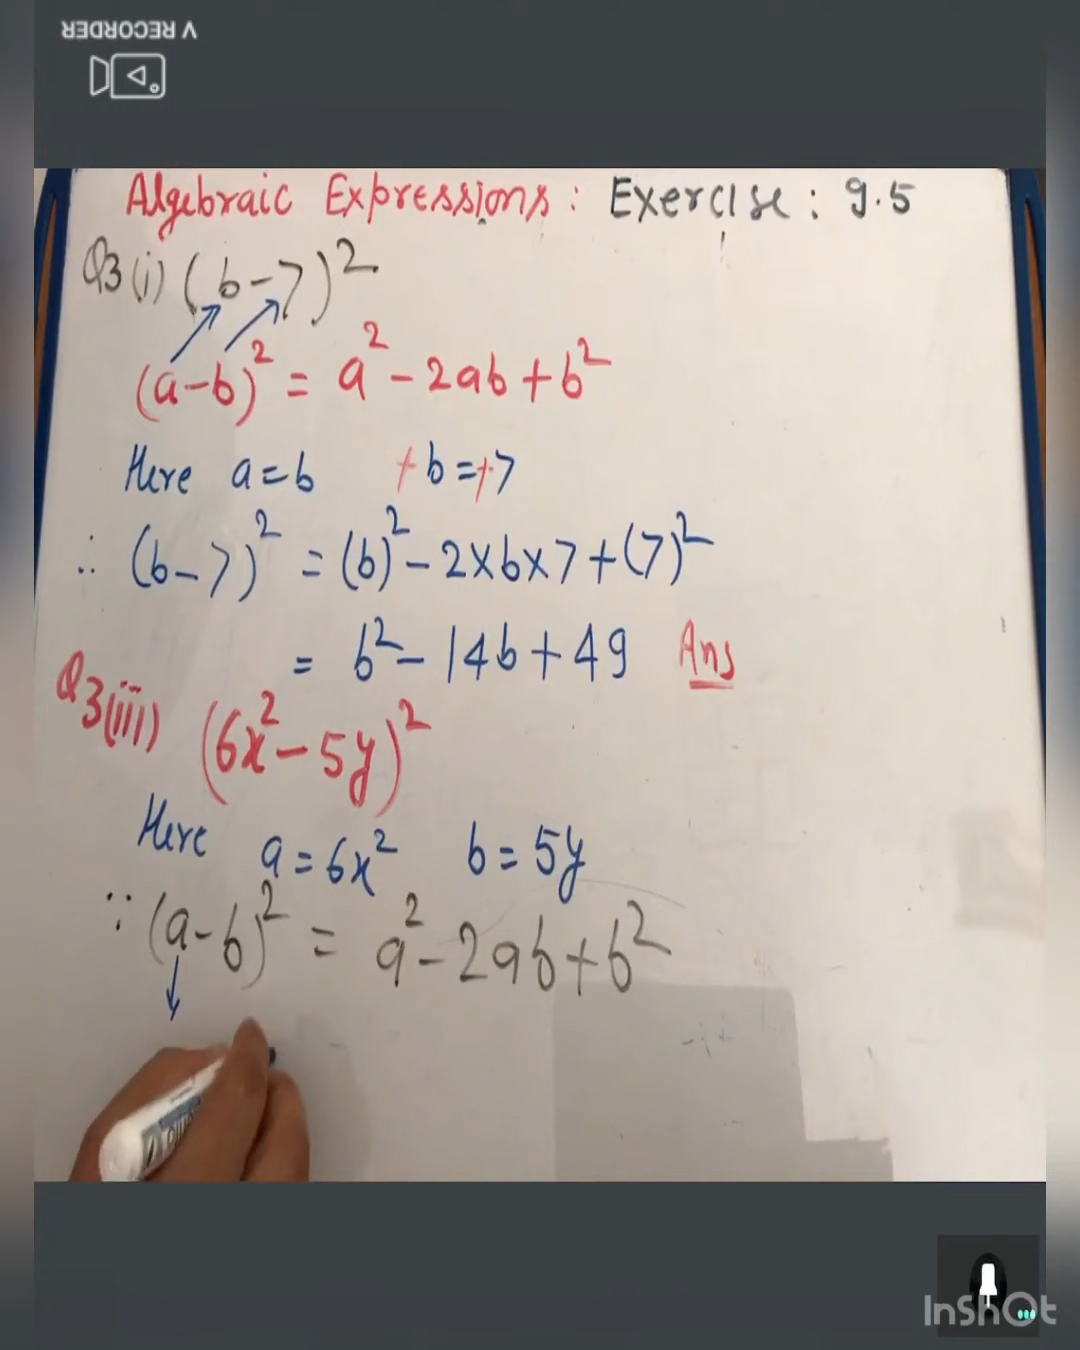 V RECORDER
Algebraic Expressions: Exercise: 9.5
Q3(i) (b-7)²
(a-b)² = a² - 2ab + b²
Here a=b + b=+7
∴ (b-7)² = (b)² - 2×b×7 + (7)²
= b² - 14b + 49 Ans
Q3(iii) (6x² - 5y)²
Here a = 6x² b = 5y
∵ (a-b)² = a² - 2ab + b²
InShOt